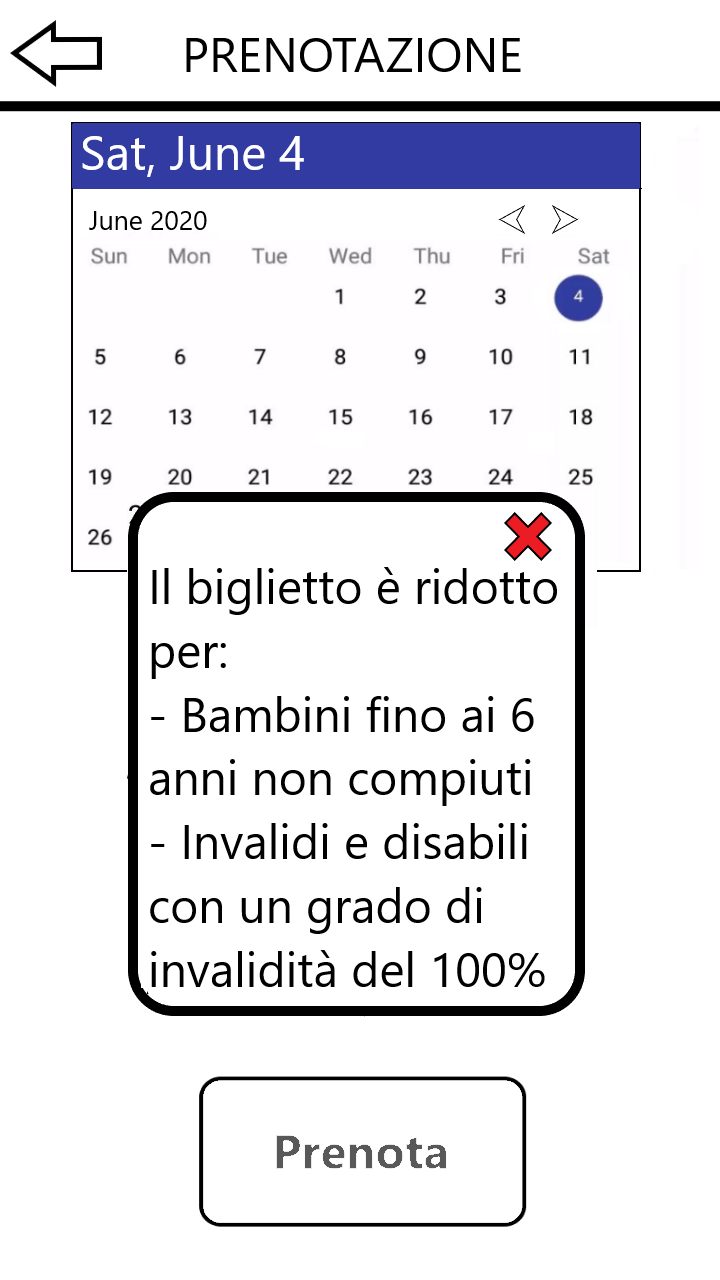 PRENOTAZIONE
Sat, June 4
June 2020
Sun Mon Tue Wed Thu Fri Sat
1 2 3 4
5 6 7 8 9 10 11
12 13 14 15 16 17 18
19 20 21 22 23 24 25
26
Il biglietto è ridotto
per:
- Bambini fino ai 6
anni non compiuti
- Invalidi e disabili
con un grado di
invalidità del 100%
Prenota